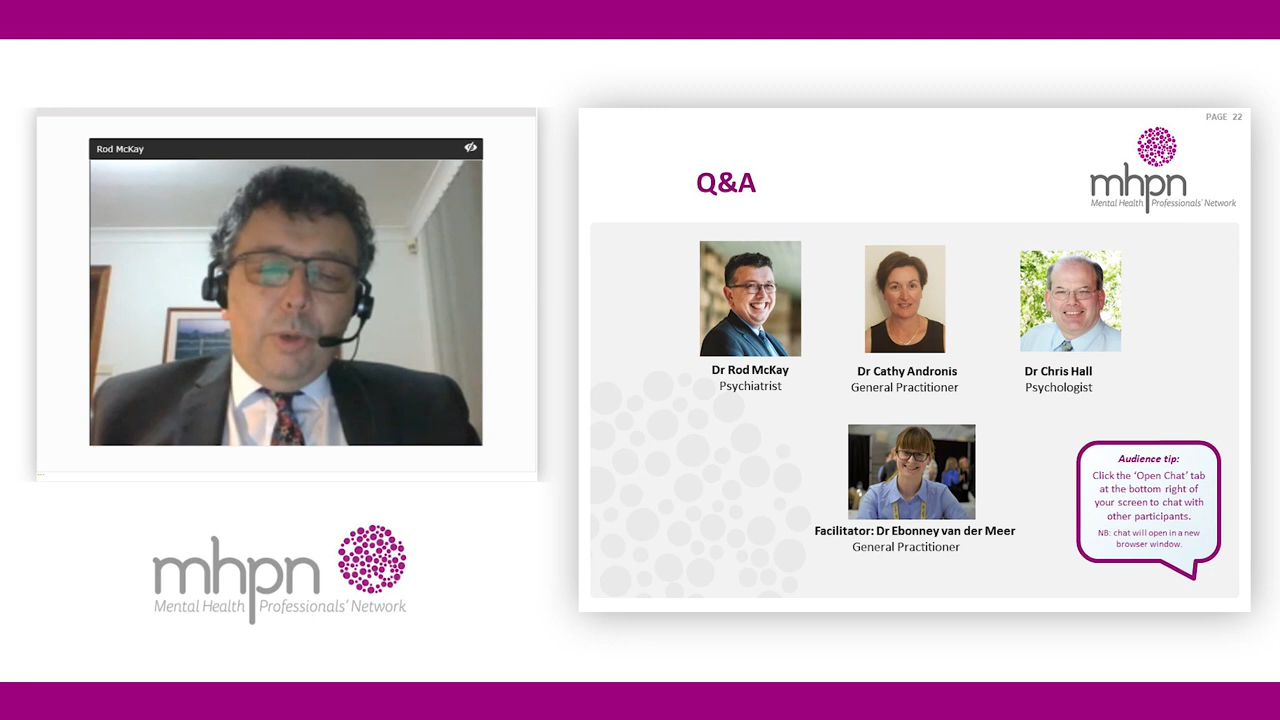 Rod McKay
mhpn
Mental Health Professionals' Network
PAGE 22
Q&A
mhpn
Mental Health Professionals' Network
Dr Rod McKay
Psychiatrist
Dr Cathy Andronis
General Practitioner
Dr Chris Hall
Psychologist
Facilitator: Dr Ebonney van der Meer
General Practitioner
Audience tip:
Click the 'Open Chat' tab
at the bottom right of
your screen to chat with
other participants.
NB: chat will open in a new
browser window.